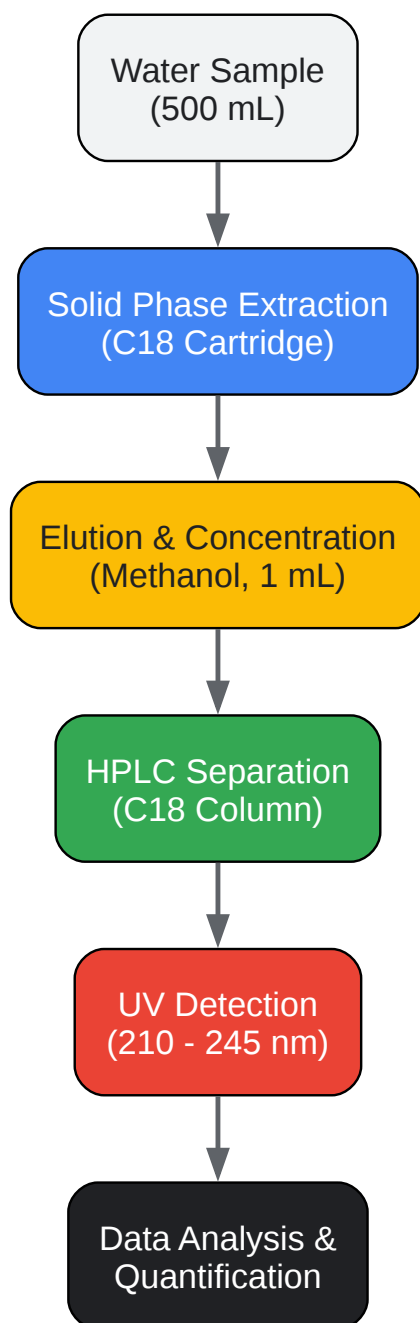 Water Sample
(500 mL)
Solid Phase Extraction
(C18 Cartridge)
Elution & Concentration
(Methanol, 1 mL)
HPLC Separation
(C18 Column)
UV Detection
(210 - 245 nm)
Data Analysis &
Quantification